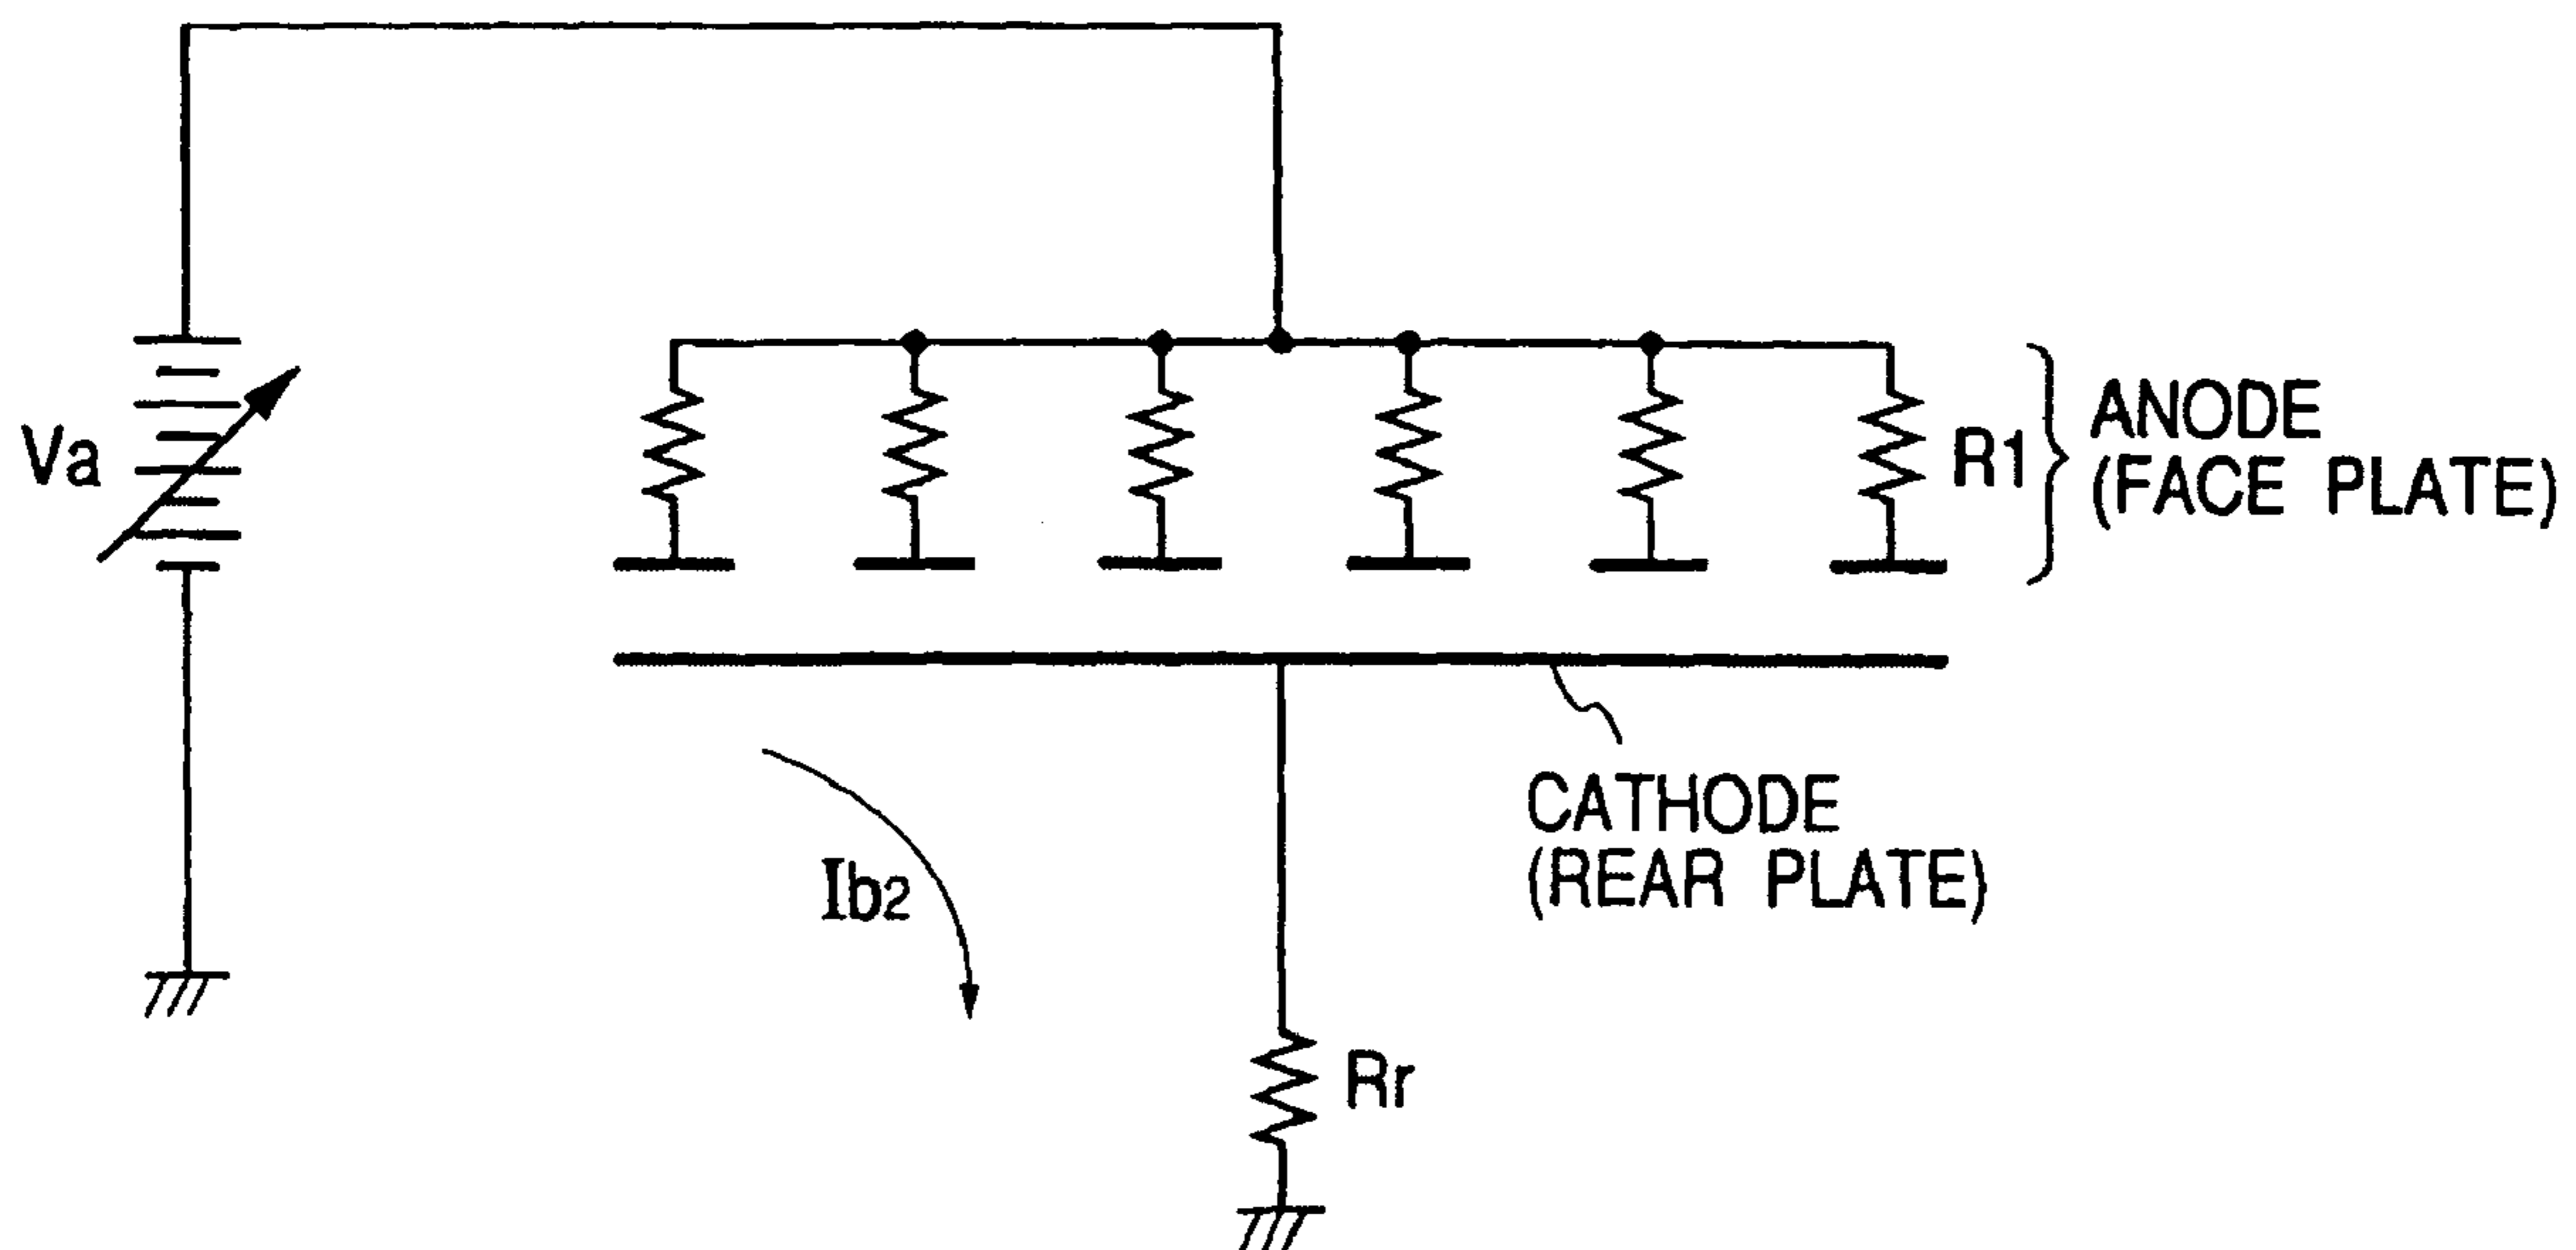 Va
R1
ANODE
(FACE PLATE)
CATHODE
(REAR PLATE)
Ib2
Rr